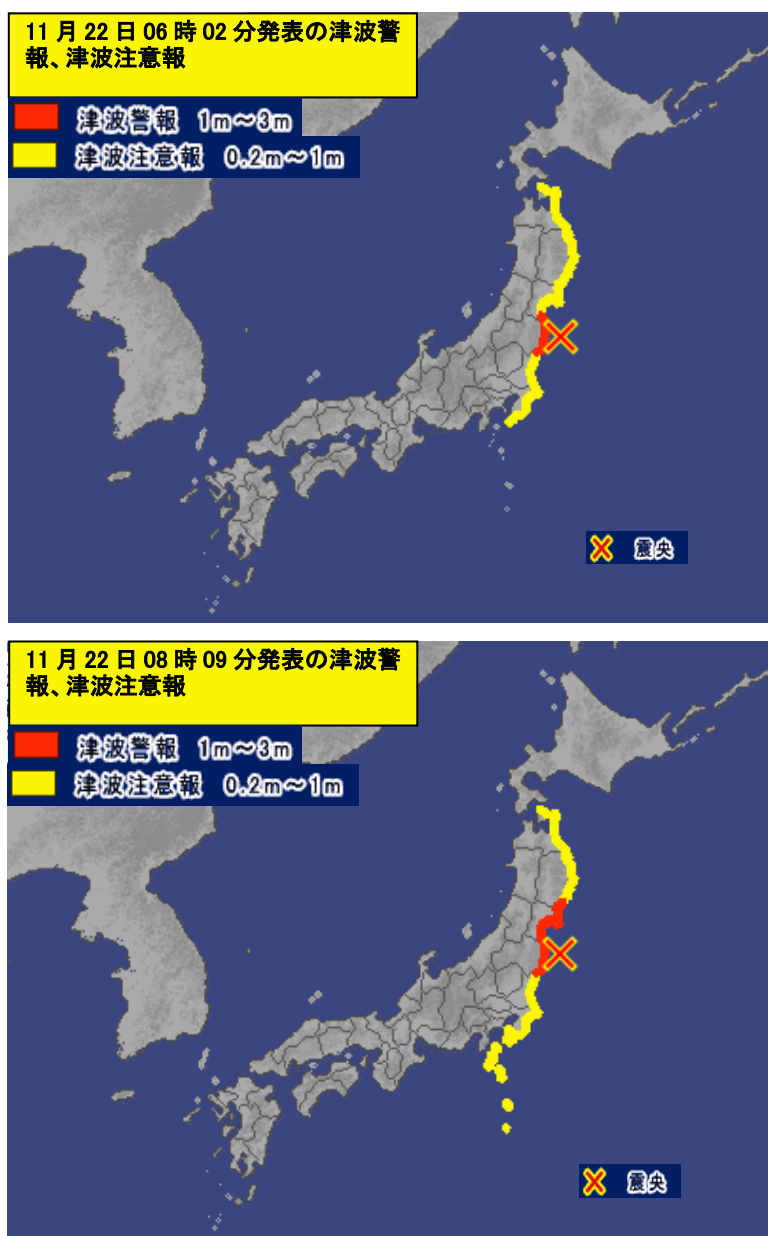 11月22日06時02分発表の津波警
報、津波注意報
津波警報 1m～3m
津波注意報 0.2m～1m
震央
11月22日08時09分発表の津波警
報、津波注意報
津波警報 1m～3m
津波注意報 0.2m～1m
震央